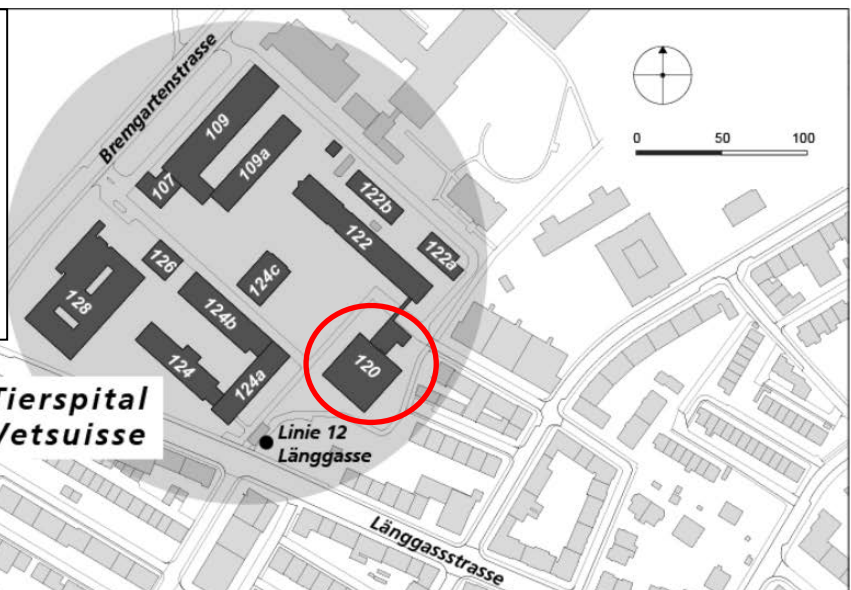 Bremgartenstrasse
0 50 100
109
109a
107
122b
122
122a
126
124c
128
124b
124
124a
120
Tierspital
Vetsuisse
Linie 12
Länggasse
Länggassstrasse